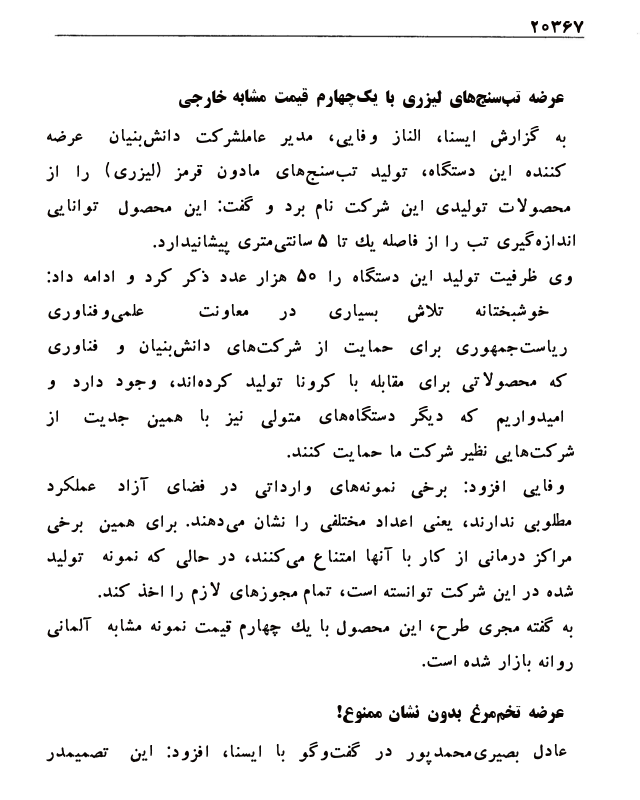 ۲۰۳۶۷
عرضه تب‌سنج‌های لیزری با یک‌چهارم قیمت مشابه خارجی
به گزارش ایسنا، الناز وفایی، مدیر عاملشرکت دانش‌بنیان عرضه
کننده این دستگاه، تولید تب‌سنج‌های مادون قرمز (لیزری) را از
محصولات تولیدی این شرکت نام برد و گفت: این محصول توانایی
اندازه‌گیری تب را از فاصله یك تا ۵ سانتی‌متری پیشانیدارد.
وی ظرفیت تولید این دستگاه را ۵۰ هزار عدد ذکر کرد و ادامه داد:
خوشبختانه تلاش بسیاری در معاونت علمی‌وفناوری
ریاست‌جمهوری برای حمایت از شرکت‌های دانش‌بنیان و فناوری
که محصولاتی برای مقابله با کرونا تولید کرده‌اند، وجود دارد و
امیدواریم که دیگر دستگاه‌های متولی نیز با همین جدیت از
شرکت‌هایی نظیر شرکت ما حمایت کنند.
وفایی افزود: برخی نمونه‌های وارداتی در فضای آزاد عملکرد
مطلوبی ندارند، یعنی اعداد مختلفی را نشان می‌دهند. برای همین برخی
مراکز درمانی از کار با آنها امتناع می‌کنند، در حالی که نمونه تولید
شده در این شرکت توانسته است، تمام مجوزهای لازم را اخذ کند.
به گفته مجری طرح، این محصول با یك چهارم قیمت نمونه مشابه آلمانی
روانه بازار شده است.
عرضه تخم‌مرغ بدون نشان ممنوع!
عادل بصیری‌محمدپور در گفت‌وگو با ایسنا، افزود: این تصمیمدر